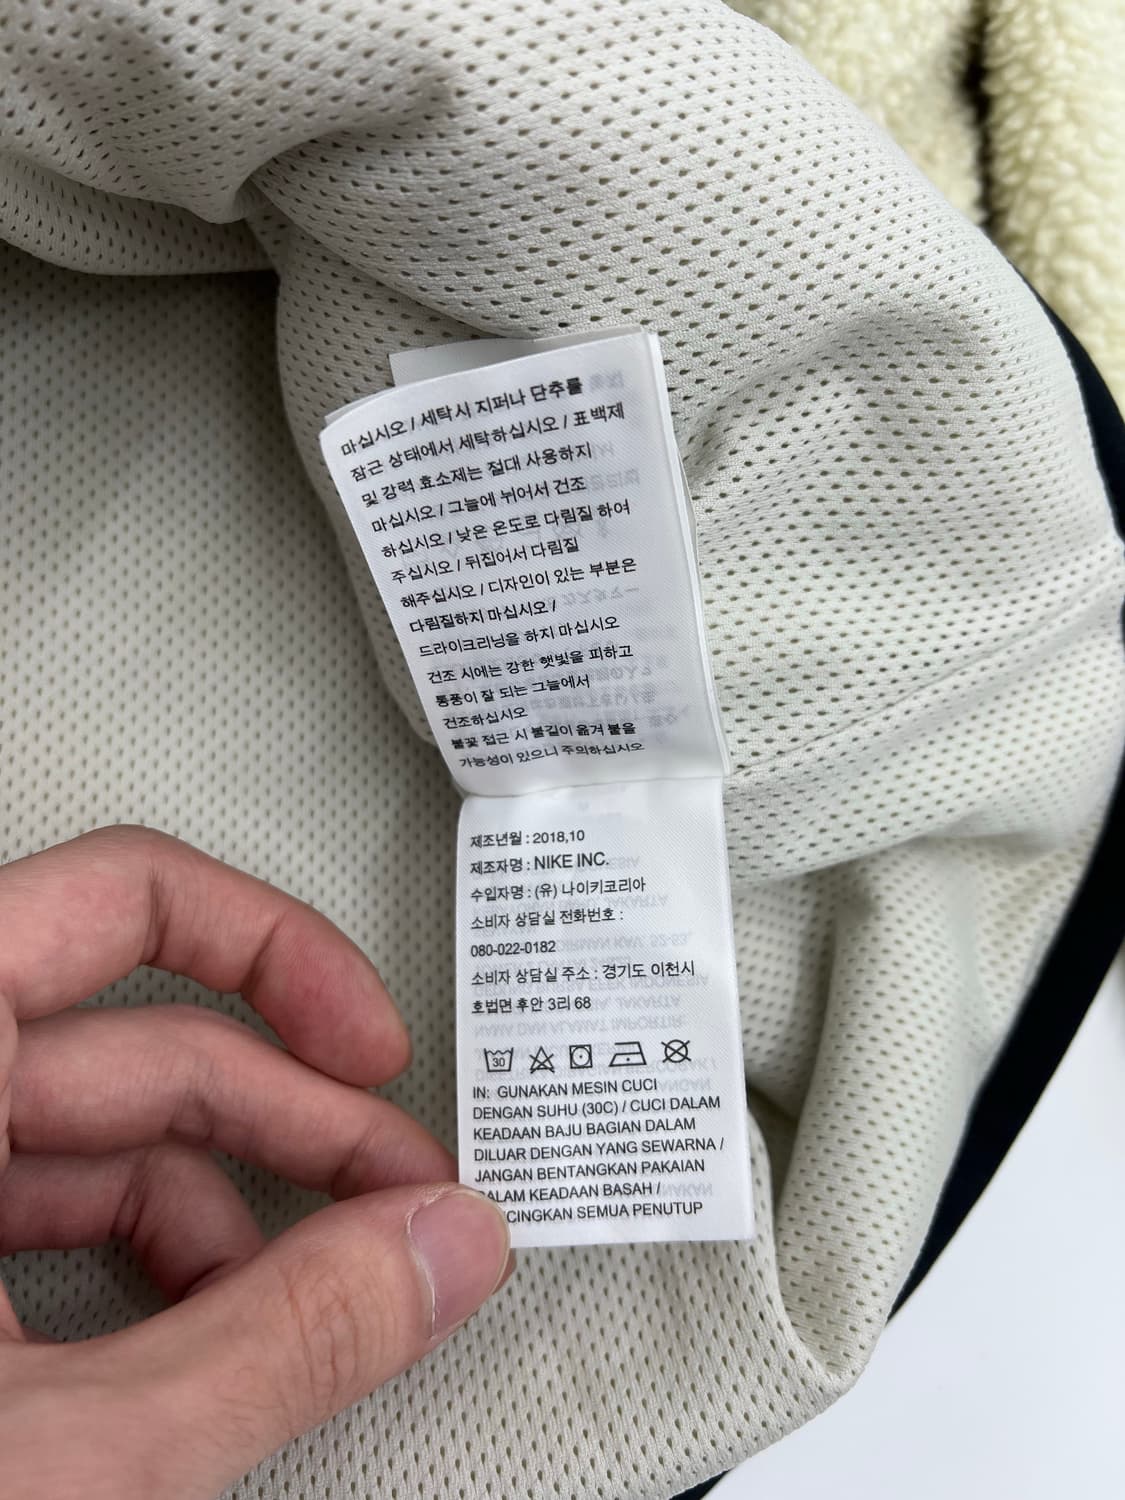 마십시오 / 세탁시 지퍼나 단추를
잠근 상태에서 세탁하십시오 / 표백제
및 강력 효소제는 절대 사용하지
마십시오 / 그늘에 뉘어서 건조
하십시오 / 낮은 온도로 다림질 하여
주십시오 / 뒤집어서 다림질
해주십시오 / 디자인이 있는 부분은
다림질하지 마십시오 /
드라이크리닝을 하지 마십시오
건조 시에는 강한 햇빛을 피하고
통풍이 잘 되는 그늘에서
건조하십시오
불꽃 접근 시 불길이 옮겨 붙을
가능성이 있으니 주의하십시오
제조년월 : 2018,10
제조자명 : NIKE INC.
수입자명 : (유) 나이키코리아
소비자 상담실 전화번호 :
080-022-0182
소비자 상담실 주소 : 경기도 이천시
호법면 후안 3리 68
30
IN: GUNAKAN MESIN CUCI
DENGAN SUHU (30C) / CUCI DALAM
KEADAAN BAJU BAGIAN DALAM
DILUAR DENGAN YANG SEWARNA /
JANGAN BENTANGKAN PAKAIAN
DALAM KEADAAN BASAH /
SEMUA PENUTUP